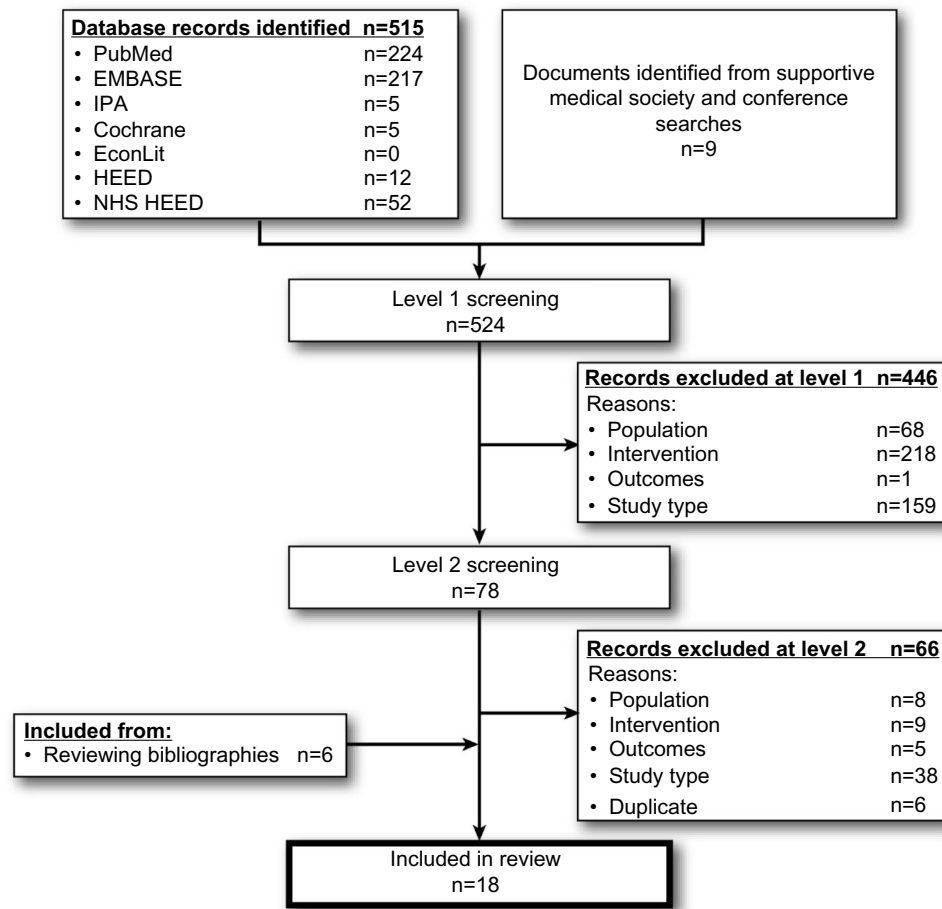 Database records identified n=515
• PubMed n=224
• EMBASE n=217
• IPA n=5
• Cochrane n=5
• EconLit n=0
• HEED n=12
• NHS HEED n=52
Documents identified from supportive
medical society and conference
searches
n=9
Level 1 screening
n=524
Records excluded at level 1 n=446
Reasons:
• Population n=68
• Intervention n=218
• Outcomes n=1
• Study type n=159
Level 2 screening
n=78
Records excluded at level 2 n=66
Reasons:
• Population n=8
• Intervention n=9
• Outcomes n=5
• Study type n=38
• Duplicate n=6
Included from:
• Reviewing bibliographies n=6
Included in review
n=18